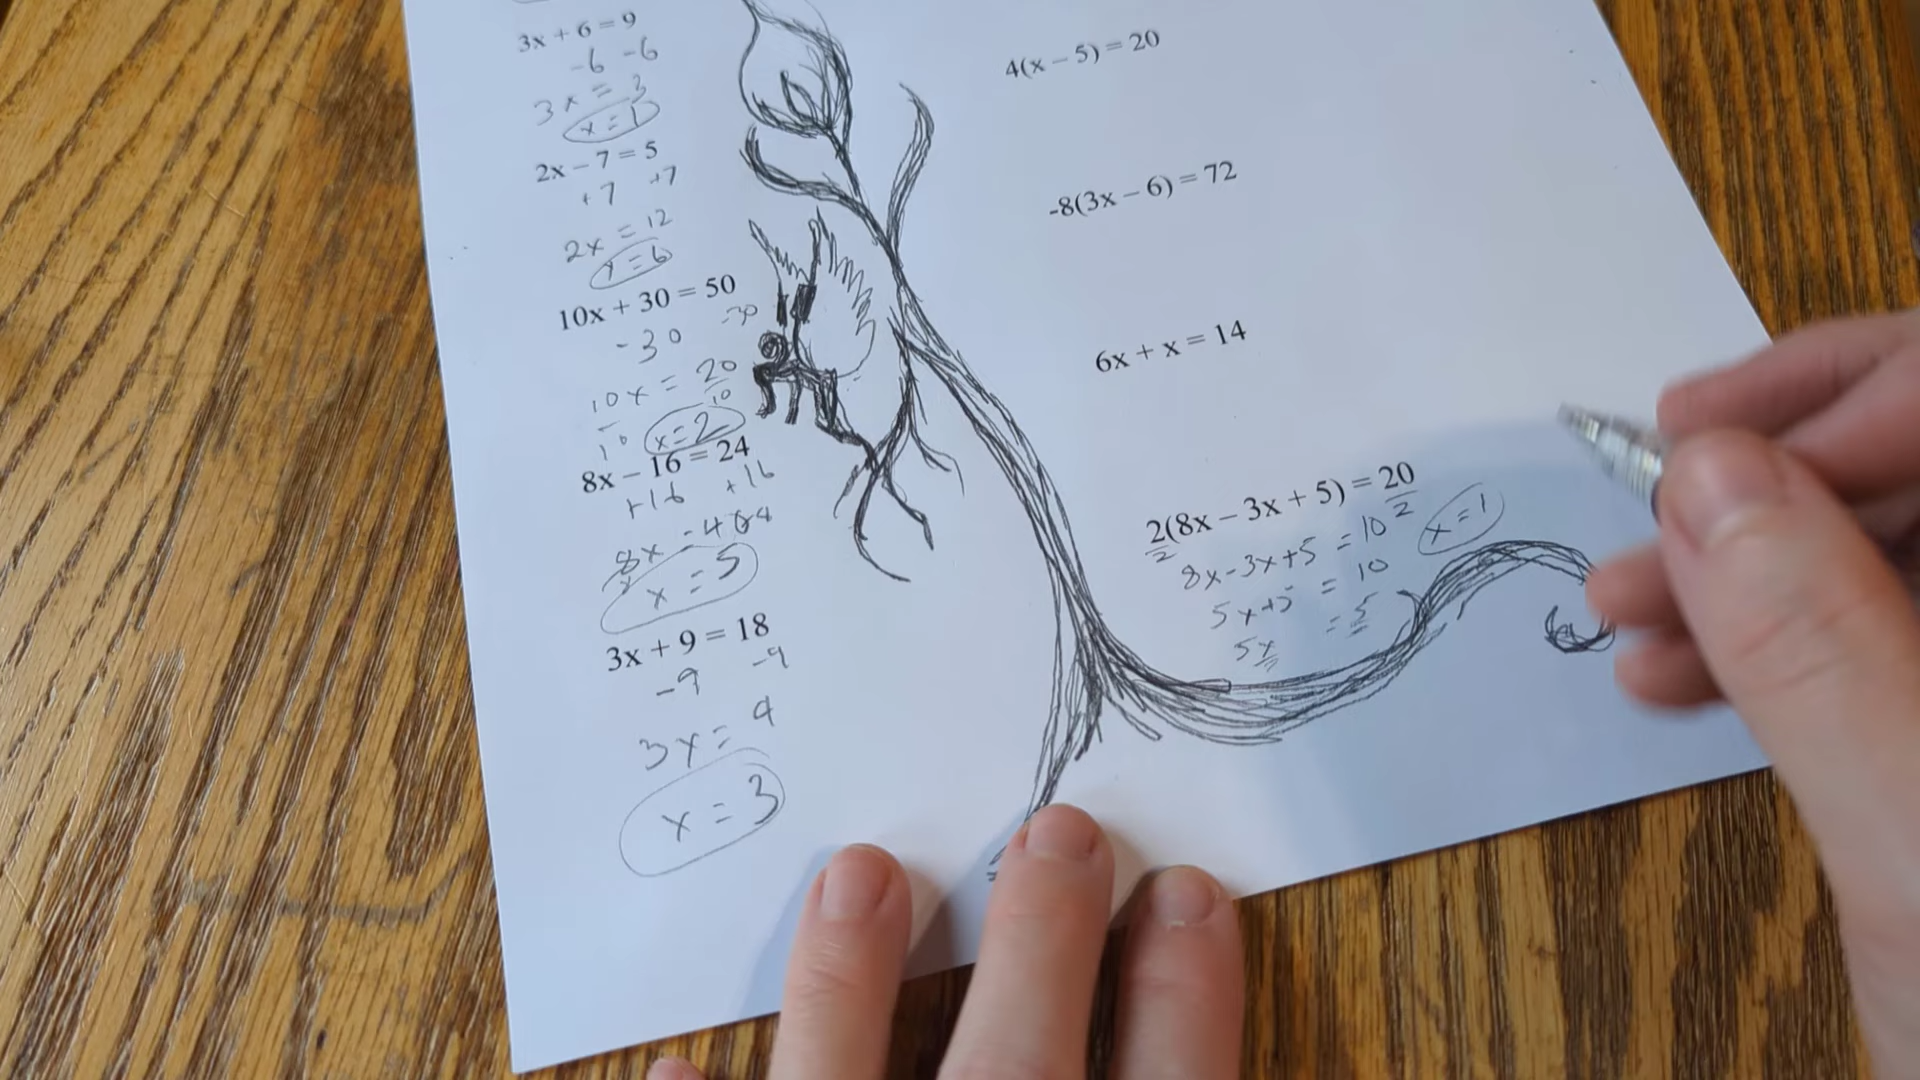 3x + 6 = 9
-6 -6
3x = 3
x = 1
2x – 7 = 5
+7 +7
2x = 12
x = 6
10x + 30 = 50
-30 -30
10x = 20
10 10
x = 2
8x – 16 = 24
+16 +16
8x =
x = 5
3x + 9 = 18
-9 -9
3x = 9
x = 3
4(x – 5) = 20
-8(3x – 6) = 72
6x + x = 14
2(8x – 3x + 5) = 20
2 2
8x - 3x + 5 = 10
x = 1
5x + 5 = 10
5x = 5